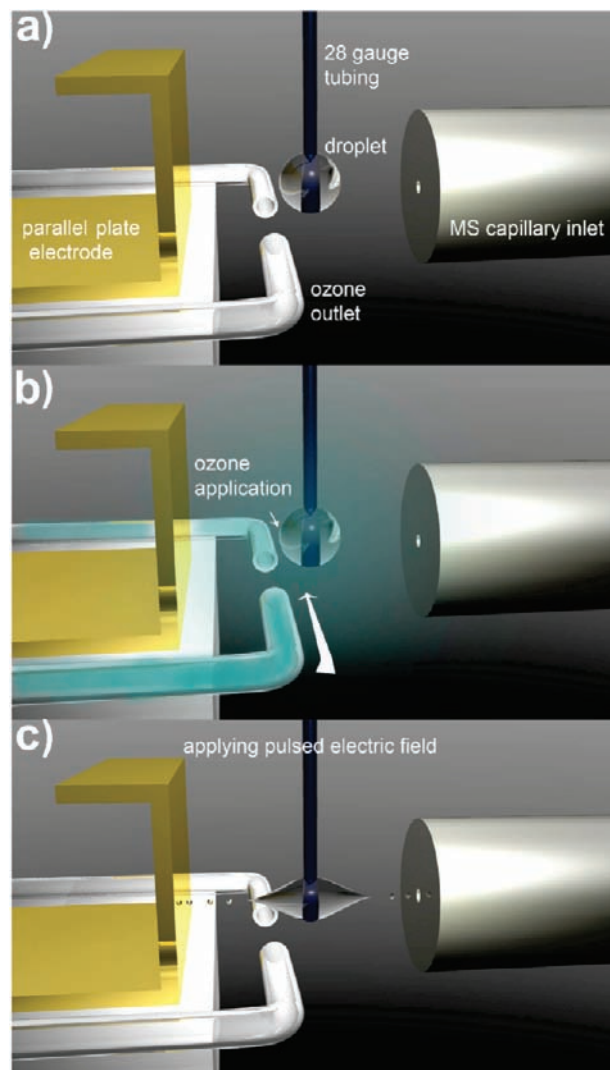 a)
28 gauge
tubing
droplet
parallel plate
electrode
MS capillary inlet
ozone
outlet
b)
ozone
application
c)
applying pulsed electric field